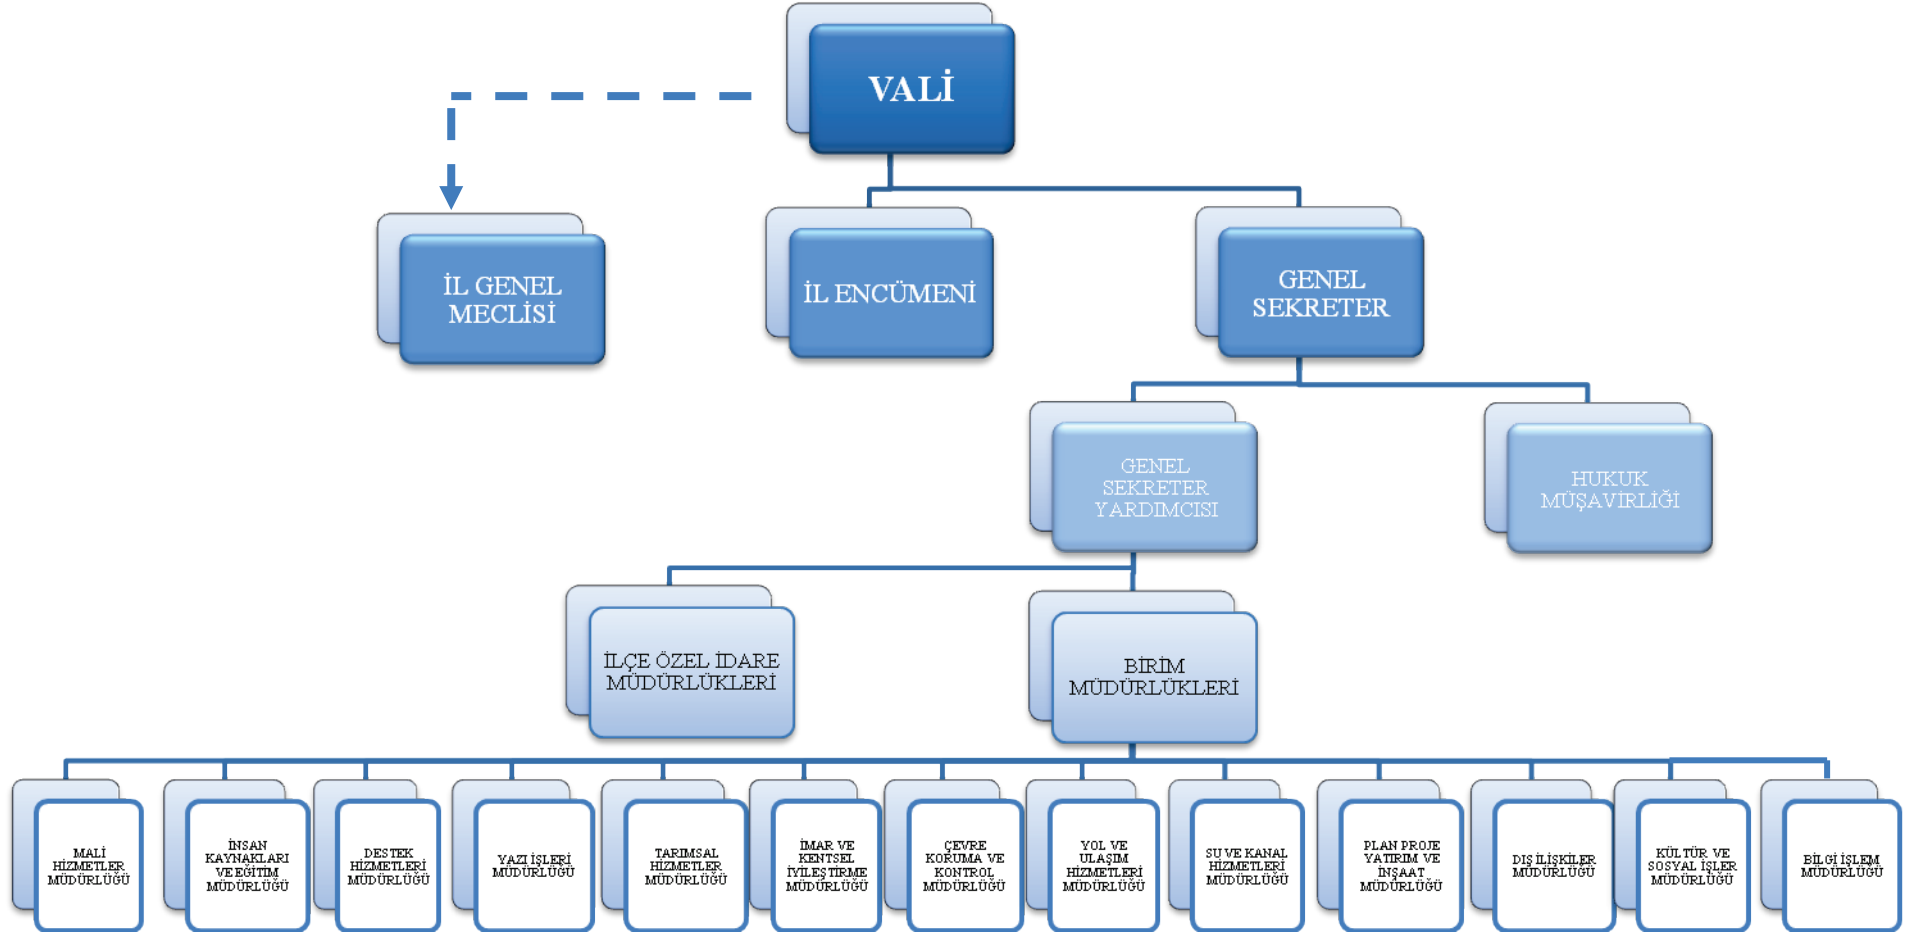 VALİ
İL GENEL
MECLİSİ
İL ENCÜMENİ
GENEL
SEKRETER
GENEL
SEKRETER
YARDIMCISI
HUKUK
MÜŞAVİRLİĞİ
İLÇE ÖZEL İDARE
MÜDÜRLÜKLERİ
BİRİM
MÜDÜRLÜKLERİ
MALİ
HİZMETLER
MÜDÜRLÜĞÜ
İNSAN
KAYNAKLARI
VE EĞİTİM
MÜDÜRLÜĞÜ
DESTEK
HİZMETLERİ
MÜDÜRLÜĞÜ
YAZI İŞLERİ
MÜDÜRLÜĞÜ
TARIMSAL
HİZMETLER
MÜDÜRLÜĞÜ
İMAR VE
KENTSEL
İYİLEŞTİRME
MÜDÜRLÜĞÜ
ÇEVRE
KORUMA VE
KONTROL
MÜDÜRLÜĞÜ
YOL VE
ULAŞIM
HİZMETLERİ
MÜDÜRLÜĞÜ
SU VE KANAL
HİZMETLERİ
MÜDÜRLÜĞÜ
PLAN PROJE
YATIRIM VE
İNŞAAT
MÜDÜRLÜĞÜ
DIŞ İLİŞKİLER
MÜDÜRLÜĞÜ
KÜLTÜR VE
SOSYAL İŞLER
MÜDÜRLÜĞÜ
BİLGİ İŞLEM
MÜDÜRLÜĞÜ